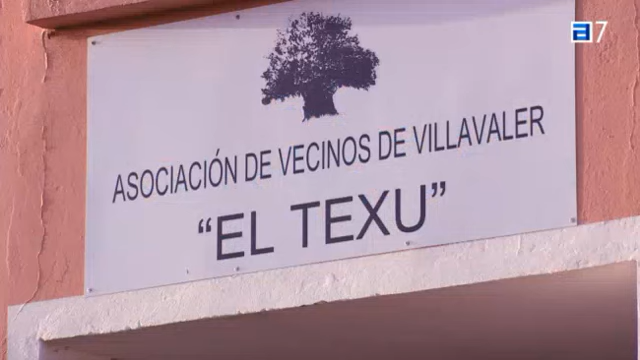 a7
ASOCIACIÓN DE VECINOS DE VILLAVALER
"EL TEXU"